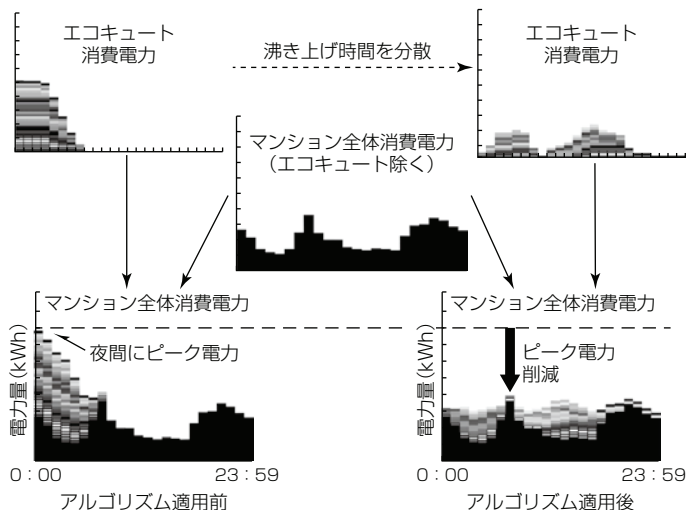 エコキュート
消費電力
沸き上げ時間を分散
エコキュート
消費電力
マンション全体消費電力
（エコキュート除く）
マンション全体消費電力
夜間にピーク電力
電力量（kWh）
0：00
23：59
アルゴリズム適用前
マンション全体消費電力
ピーク電力
削減
電力量（kWh）
0：00
23：59
アルゴリズム適用後